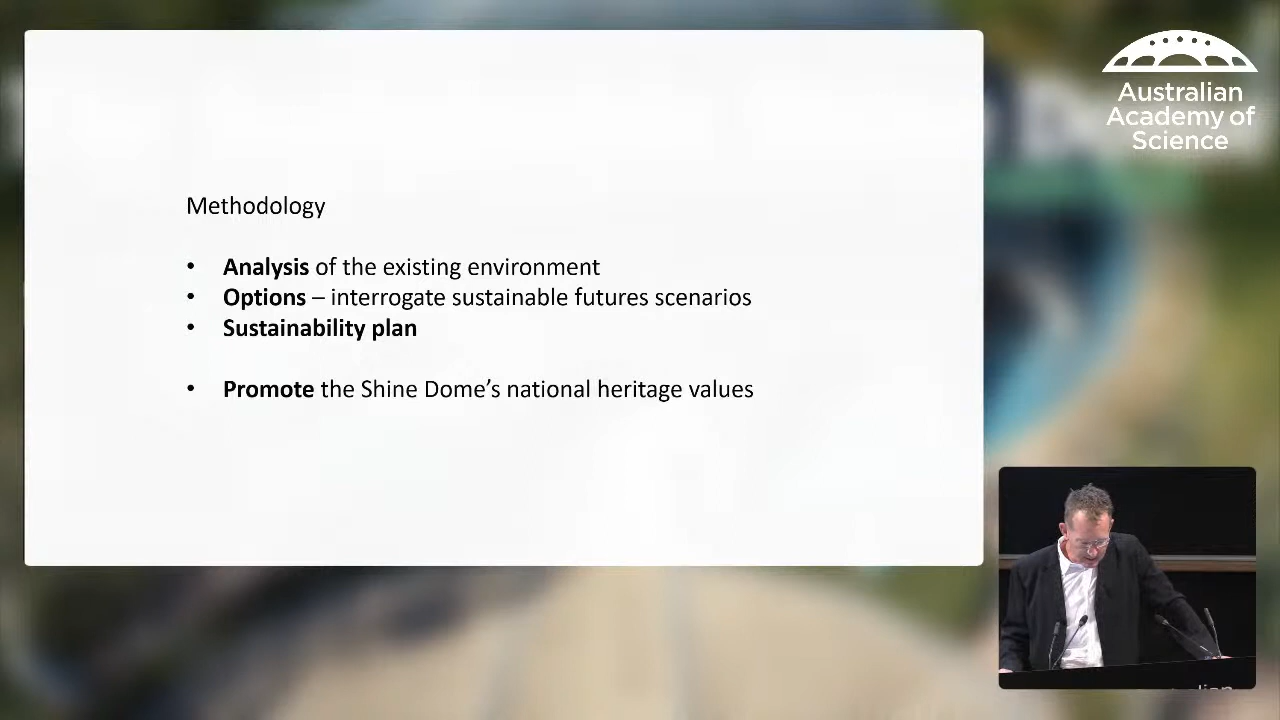 Australian
Academy of
Science
Methodology
• Analysis of the existing environment
• Options – interrogate sustainable futures scenarios
• Sustainability plan
• Promote the Shine Dome’s national heritage values